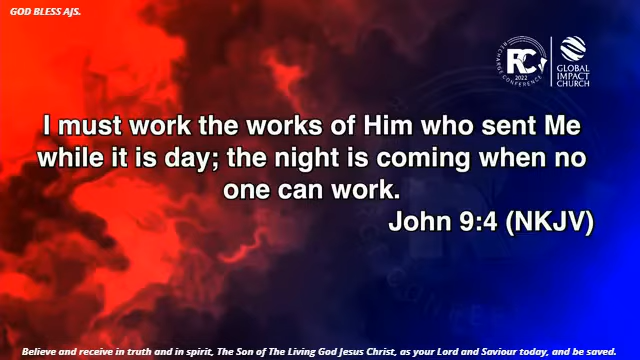 GOD BLESS AJS.
RECHARGE CONFERENCE
RC
2022
GLOBAL
IMPACT
CHURCH
I must work the works of Him who sent Me
while it is day; the night is coming when no
one can work.
John 9:4 (NKJV)
Believe and receive in truth and in spirit, The Son of The Living God Jesus Christ, as your Lord and Saviour today, and be saved.